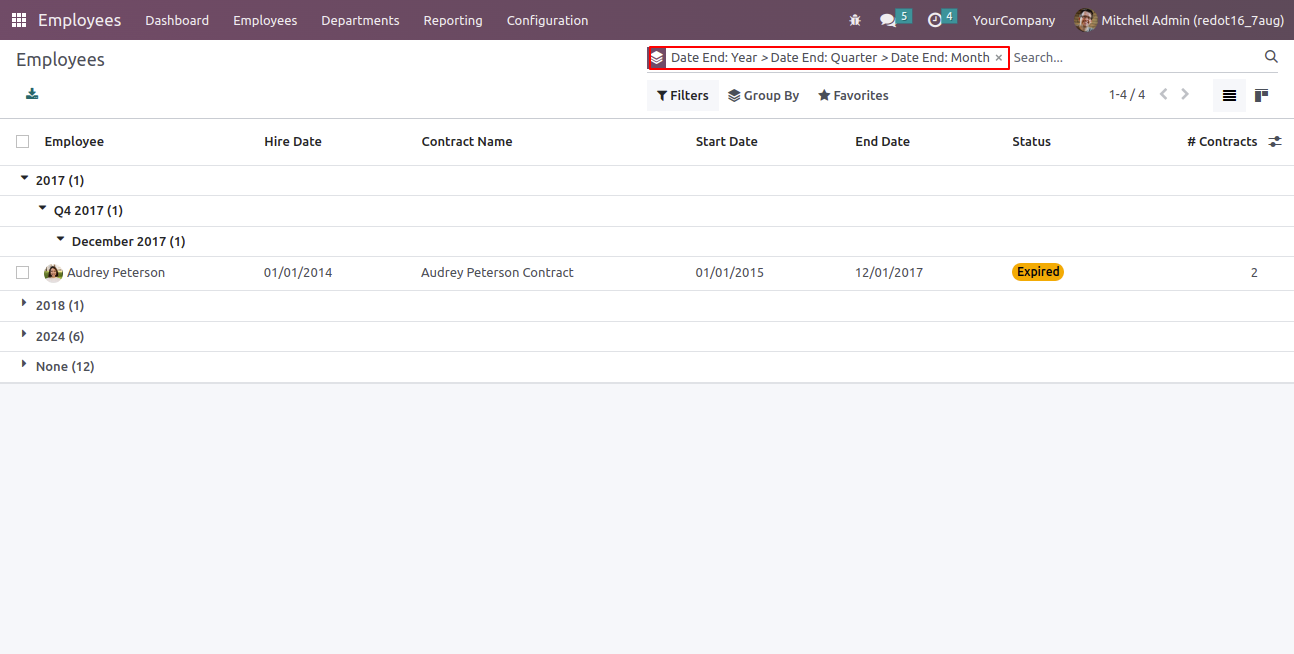 Employees Dashboard Employees Departments Reporting Configuration 5 4 YourCompany Mitchell Admin (redot16_7aug)
Employees Date End: Year > Date End: Quarter > Date End: Month × Search...
Filters Group By Favorites 1-4 / 4
Employee Hire Date Contract Name Start Date End Date Status # Contracts
2017 (1)
Q4 2017 (1)
December 2017 (1)
Audrey Peterson 01/01/2014 Audrey Peterson Contract 01/01/2015 12/01/2017 Expired 2
2018 (1)
2024 (6)
None (12)